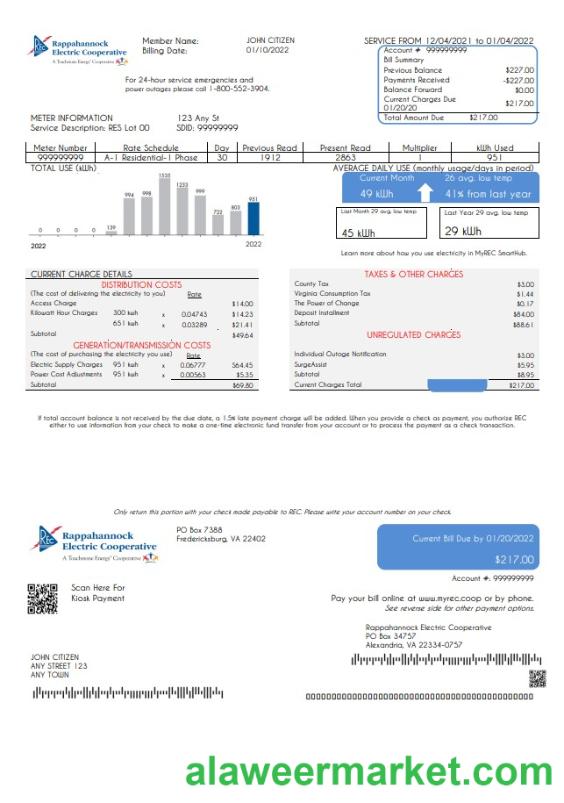 Rappahannock
Electric Cooperative
A Touchstone Energy® Cooperative
Member Name: JOHN CITIZEN
Billing Date: 01/10/2022
For 24-hour service emergencies and
power outages please call 1-800-552-3904.
SERVICE FROM 12/04/2021 to 01/04/2022
Account #: 999999999
Bill Summary
Previous Balance $227.00
Payments Received -$227.00
Balance Forward $0.00
Current Charges Due
01/20/20 $217.00
Total Amount Due $217.00
METER INFORMATION 123 Any St
Service Description: RES Lot 00 SDID: 99999999
Meter Number Rate Schedule Day Previous Read Present Read Multiplier kWh Used
999999999 A-1 Residential-1 Phase 30 1912 2863 1 951
TOTAL USE (kWh)
0 0 0 0 139 994 998 1535 1233 999 722 803 951
2022 2022
AVERAGE DAILY USE (monthly usage/days in period)
Current Month 26 avg. low temp
49 kWh 41% from last year
Last Month 29 avg. low temp
45 kWh
Last Year 29 avg. low temp
29 kWh
Learn more about how you use electricity in MyREC SmartHub.
CURRENT CHARGE DETAILS
DISTRIBUTION COSTS
(The cost of delivering the electricity to you) Rate
Access Charge $14.00
Kilowatt Hour Charges 300 kwh x 0.04743 $14.23
651 kwh x 0.03289 $21.41
Subtotal $49.64
GENERATION/TRANSMISSION COSTS
(The cost of purchasing the electricity you use) Rate
Electric Supply Charges 951 kwh x 0.06777 $64.45
Power Cost Adjustments 951 kwh x 0.00563 $5.35
Subtotal $69.80
TAXES & OTHER CHARGES
County Tax $3.00
Virginia Consumption Tax $1.44
The Power of Change $0.17
Deposit Installment $84.00
Subtotal $88.61
UNREGULATED CHARGES
Individual Outage Notification $3.00
SurgeAssist $5.95
Subtotal $8.95
Current Charges Total $217.00
If total account balance is not received by the due date, a 1.5% late payment charge will be added. When you provide a check as payment, you authorise REC
either to use information from your check to make a one-time electronic fund transfer from your account or to process the payment as a check transaction.
Only return this portion with your check made payable to REC. Please write your account number on your check.
Rappahannock
Electric Cooperative
A Touchstone Energy® Cooperative
PO Box 7388
Fredericksburg, VA 22402
Current Bill Due by 01/20/2022
$217.00
Account #: 999999999
Scan Here For
Kiosk Payment
Pay your bill online at www.myrec.coop or by phone.
See reverse side for other payment options.
Rappahannock Electric Cooperative
PO Box 34757
Alexandria, VA 22334-0757
JOHN CITIZEN
ANY STREET 123
ANY TOWN
alaweermarket.com